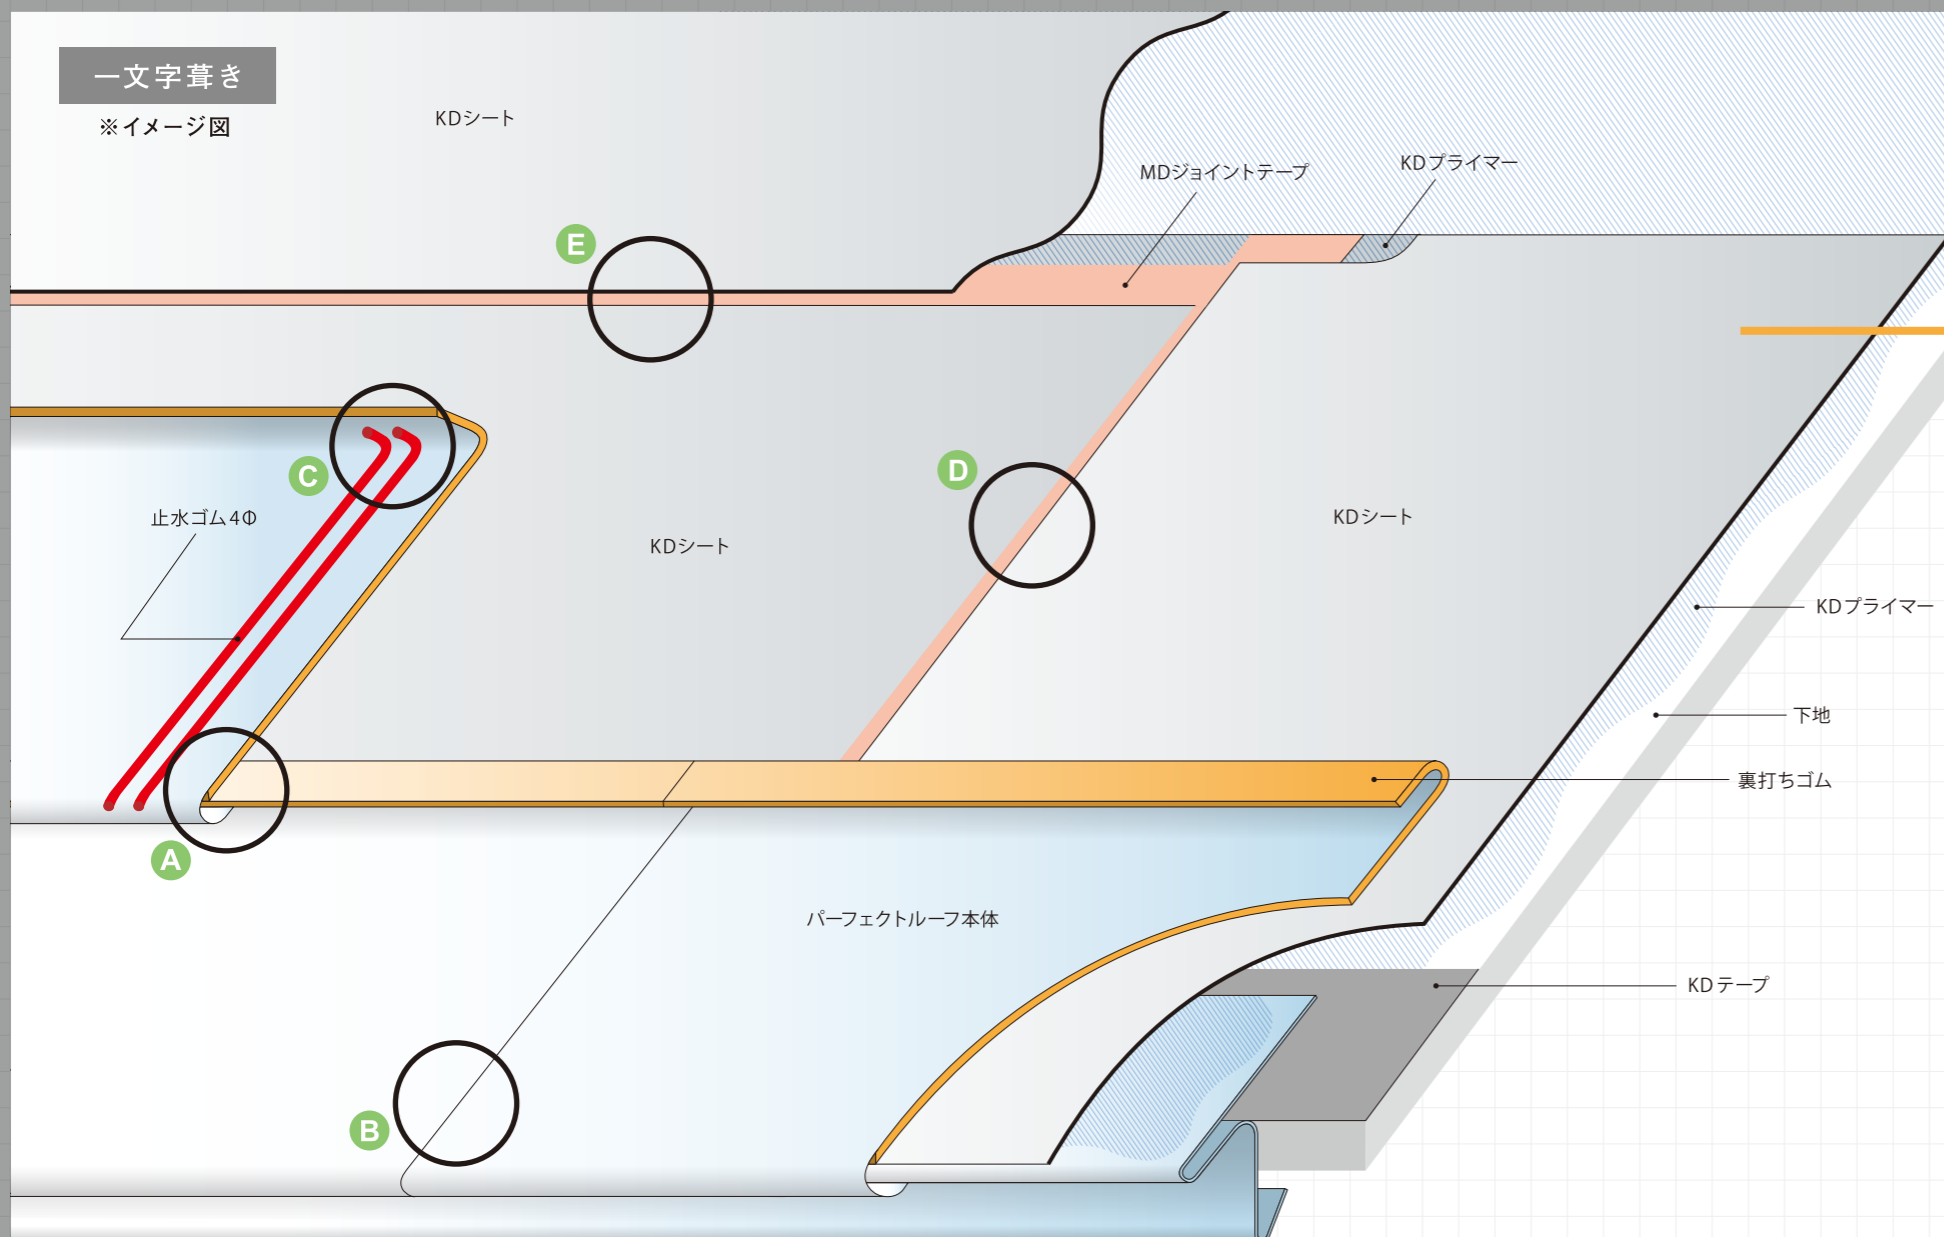 一文字葺き
※イメージ図
KDシート
MDジョイントテープ
KDプライマー
E
C
D
止水ゴム4Φ
KDシート
KDシート
KDプライマー
下地
裏打ちゴム
A
パーフェクトルーフ本体
KDテープ
B